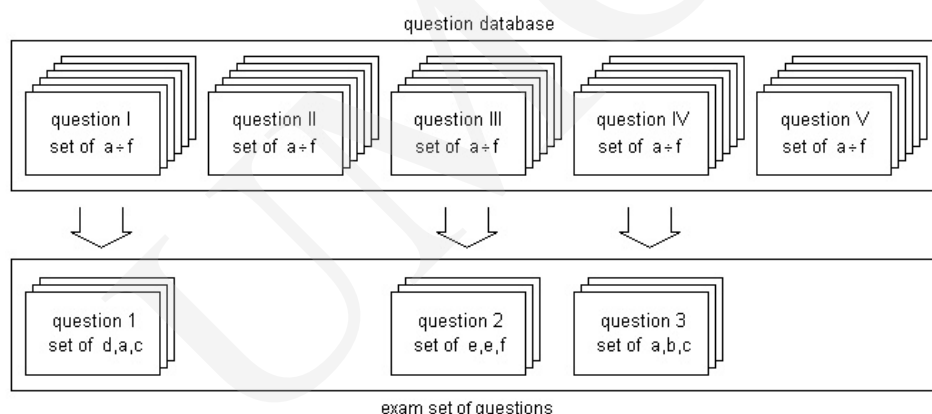 question database
question I
set of a÷f
question II
set of a÷f
question III
set of a÷f
question IV
set of a÷f
question V
set of a÷f
question 1
set of d,a,c
question 2
set of e,e,f
question 3
set of a,b,c
exam set of questions